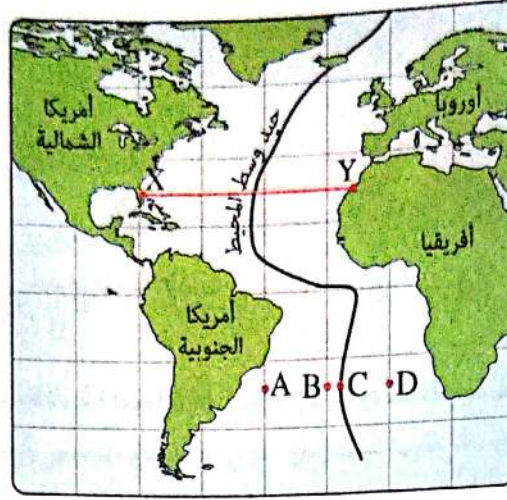 أمريكا
الشمالية
أوروبا
حيد وسط المحيط
X
Y
أفريقيا
أمريكا
الجنوبية
A B C D